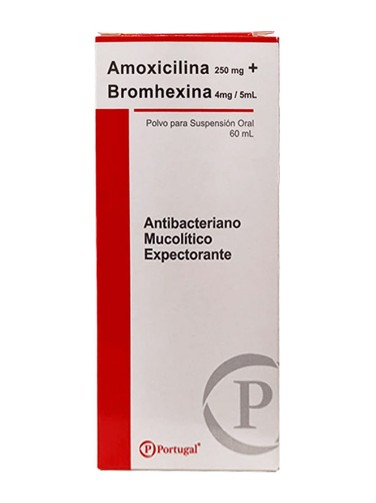 Amoxicilina 250 mg +
Bromhexina 4mg / 5mL
Polvo para Suspensión Oral
60 mL
Antibacteriano
Mucolítico
Expectorante
P
P Portugal®